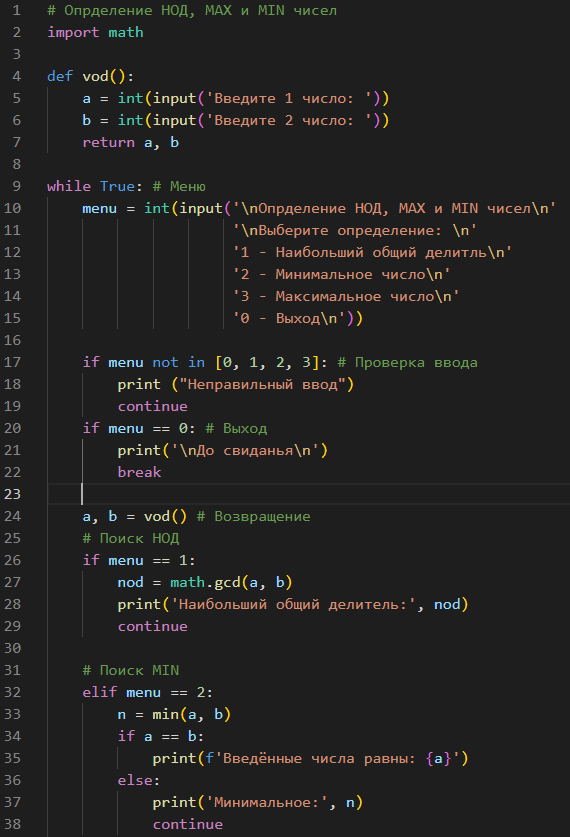 1 # Опрделение НОД, MAX и MIN чисел
2 import math
3
4 def vod():
5     a = int(input('Введите 1 число: '))
6     b = int(input('Введите 2 число: '))
7     return a, b
8
9 while True: # Меню
10     menu = int(input('\nОпрделение НОД, MAX и MIN чисел\n'
11                      '\nВыберите определение: \n'
12                      '1 - Наибольший общий делитль\n'
13                      '2 - Минимальное число\n'
14                      '3 - Максимальное число\n'
15                      '0 - Выход\n'))
16
17     if menu not in [0, 1, 2, 3]: # Проверка ввода
18         print ("Неправильный ввод")
19         continue
20     if menu == 0: # Выход
21         print('\nДо свиданья\n')
22         break
23
24     a, b = vod() # Возвращение
25     # Поиск НОД
26     if menu == 1:
27         nod = math.gcd(a, b)
28         print('Наибольший общий делитель:', nod)
29         continue
30
31     # Поиск MIN
32     elif menu == 2:
33         n = min(a, b)
34         if a == b:
35             print(f'Введённые числа равны: {a}')
36         else:
37             print('Минимальное:', n)
38             continue